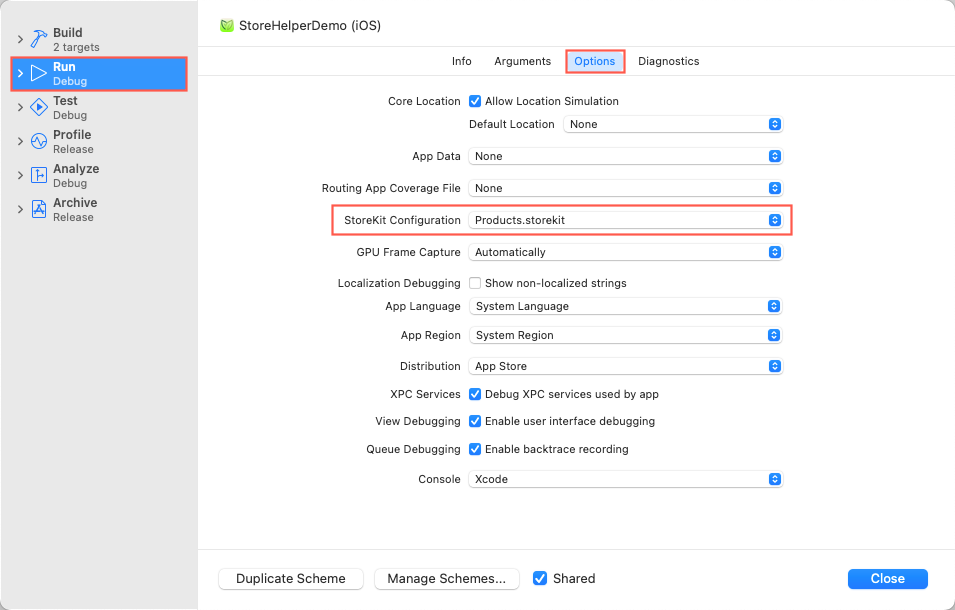 Build
2 targets
Run
Debug
Test
Debug
Profile
Release
Analyze
Debug
Archive
Release
StoreHelperDemo (iOS)
Info Arguments Options Diagnostics
Core Location Allow Location Simulation
Default Location None
App Data None
Routing App Coverage File None
StoreKit Configuration Products.storekit
GPU Frame Capture Automatically
Localization Debugging Show non-localized strings
App Language System Language
App Region System Region
Distribution App Store
XPC Services Debug XPC services used by app
View Debugging Enable user interface debugging
Queue Debugging Enable backtrace recording
Console Xcode
Duplicate Scheme Manage Schemes... Shared Close